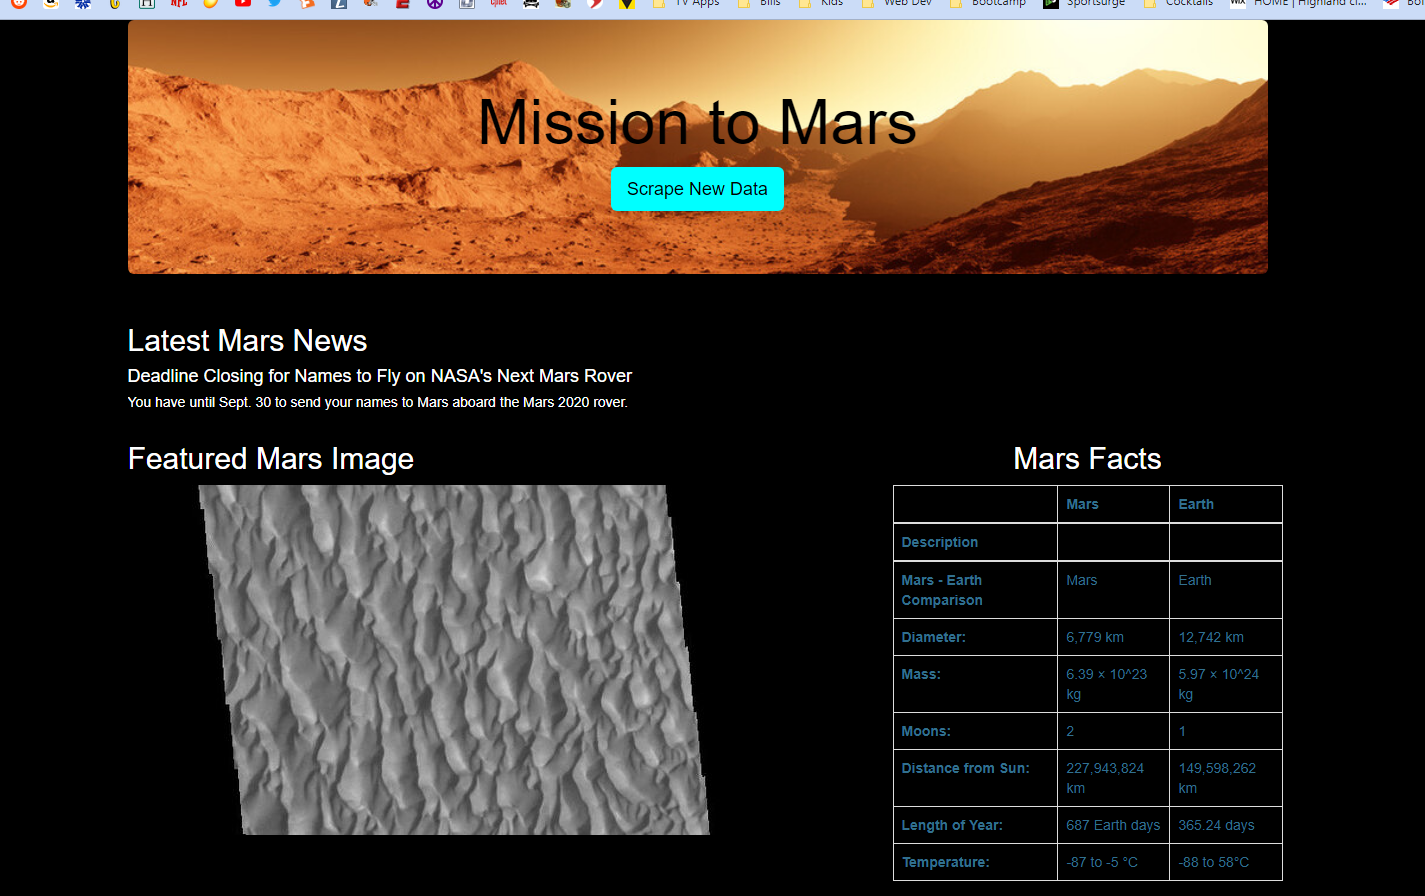 TV Apps Bills Kids Web Dev Bootcamp Sportsurge Cocktails HOME | Highland cl...
Mission to Mars
Scrape New Data
Latest Mars News
Deadline Closing for Names to Fly on NASA's Next Mars Rover
You have until Sept. 30 to send your names to Mars aboard the Mars 2020 rover.
Featured Mars Image
Mars Facts
Mars Earth
Description
Mars - Earth Mars Earth
Comparison
Diameter: 6,779 km 12,742 km
Mass: 6.39 × 10^23 5.97 × 10^24
kg kg
Moons: 2 1
Distance from Sun: 227,943,824 149,598,262
km km
Length of Year: 687 Earth days 365.24 days
Temperature: -87 to -5 °C -88 to 58°C